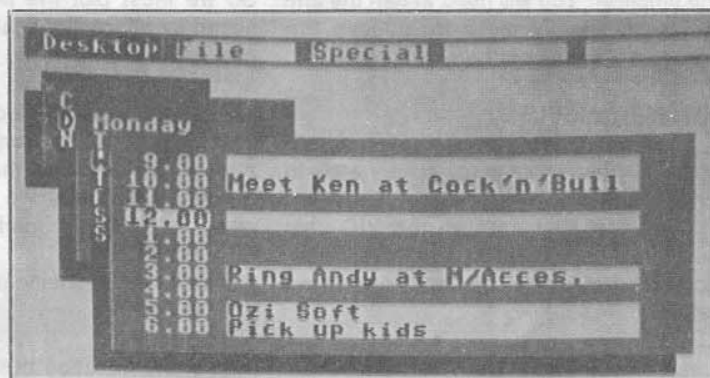 Desktop File Special
Monday
9.00
10.00 Meet Ken at Cock'n'Bull
11.00
12.00
1.00
2.00
3.00 Ring Andy at M/Acces.
4.00
5.00 Ozi Soft
6.00 Pick up kids